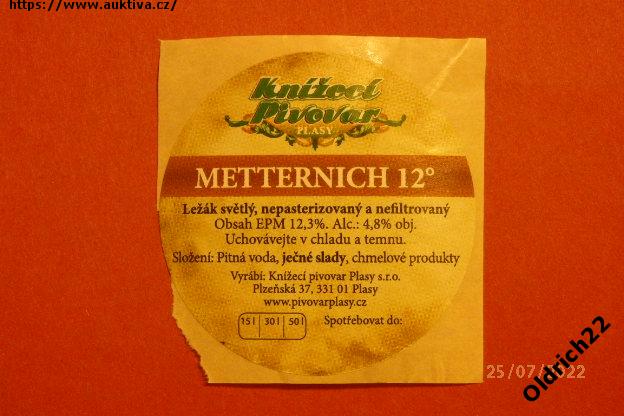 https://www.auktiva.cz/
Knížecí
Pivovar
PLASY
METTERNICH 12°
Ležák světlý, nepasterizovaný a nefiltrovaný
Obsah EPM 12,3%. Alc.: 4,8% obj.
Uchovávejte v chladu a temnu.
Složení: Pitná voda, ječné slady, chmelové produkty
Vyrábí: Knížecí pivovar Plasy s.r.o.
Plzeňská 37, 331 01 Plasy
www.pivovarplasy.cz
15 l 30 l 50 l Spotřebovat do:
25/07/2022
Oldrich22